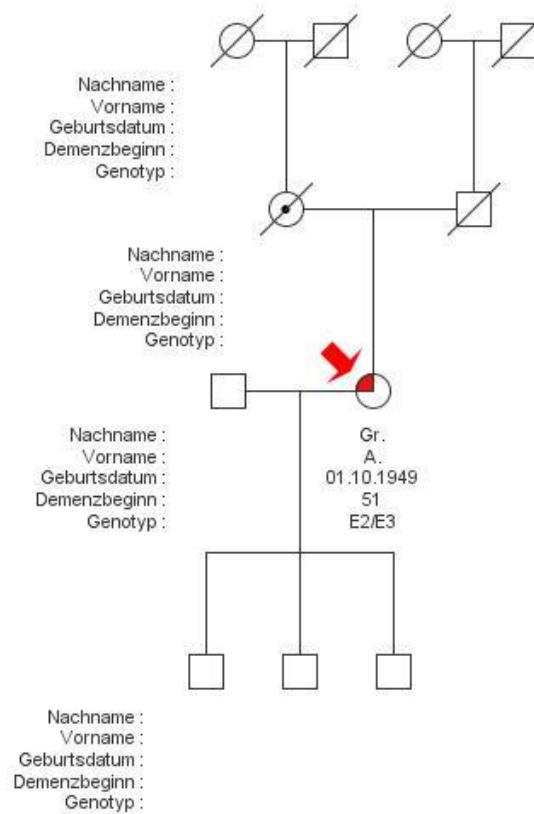 Nachname :
Vorname :
Geburtsdatum :
Demenzbeginn :
Genotyp :
Nachname :
Vorname :
Geburtsdatum :
Demenzbeginn :
Genotyp :
Nachname : Gr.
Vorname : A.
Geburtsdatum : 01.10.1949
Demenzbeginn : 51
Genotyp : E2/E3
Nachname :
Vorname :
Geburtsdatum :
Demenzbeginn :
Genotyp :